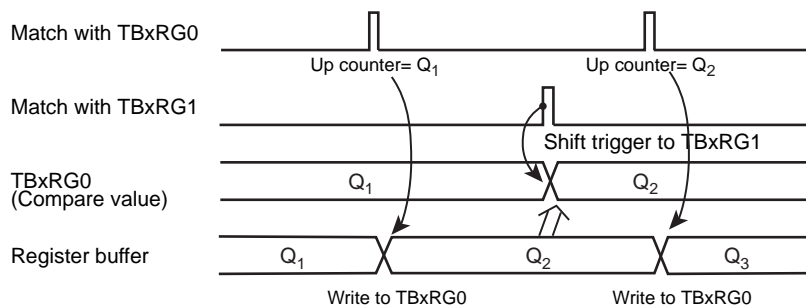 Match with TBxRG0
Up counter= Q1 Up counter= Q2
Match with TBxRG1
Shift trigger to TBxRG1
TBxRG0
(Compare value)
Q1 Q2
Register buffer
Q1 Q2 Q3
Write to TBxRG0 Write to TBxRG0